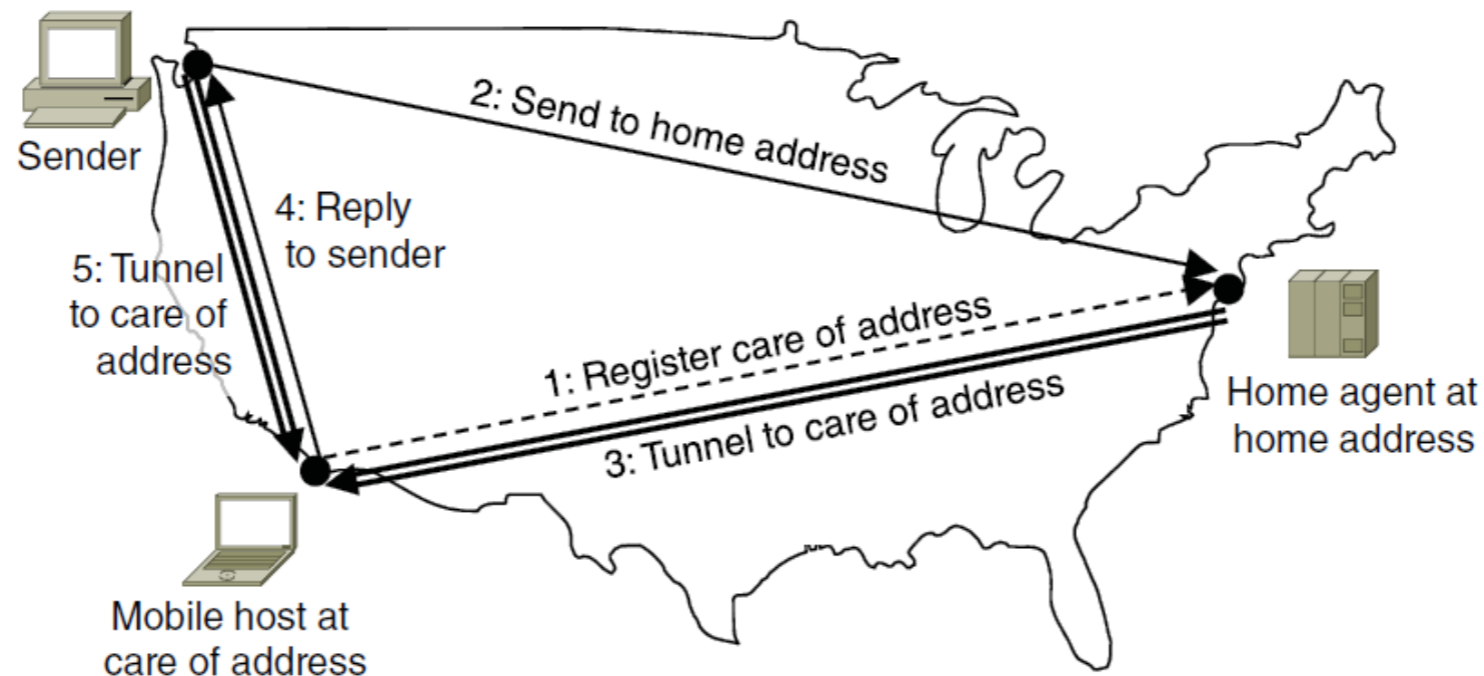 Sender
2: Send to home address
4: Reply
to sender
5: Tunnel
to care of
address
1: Register care of address
3: Tunnel to care of address
Home agent at
home address
Mobile host at
care of address